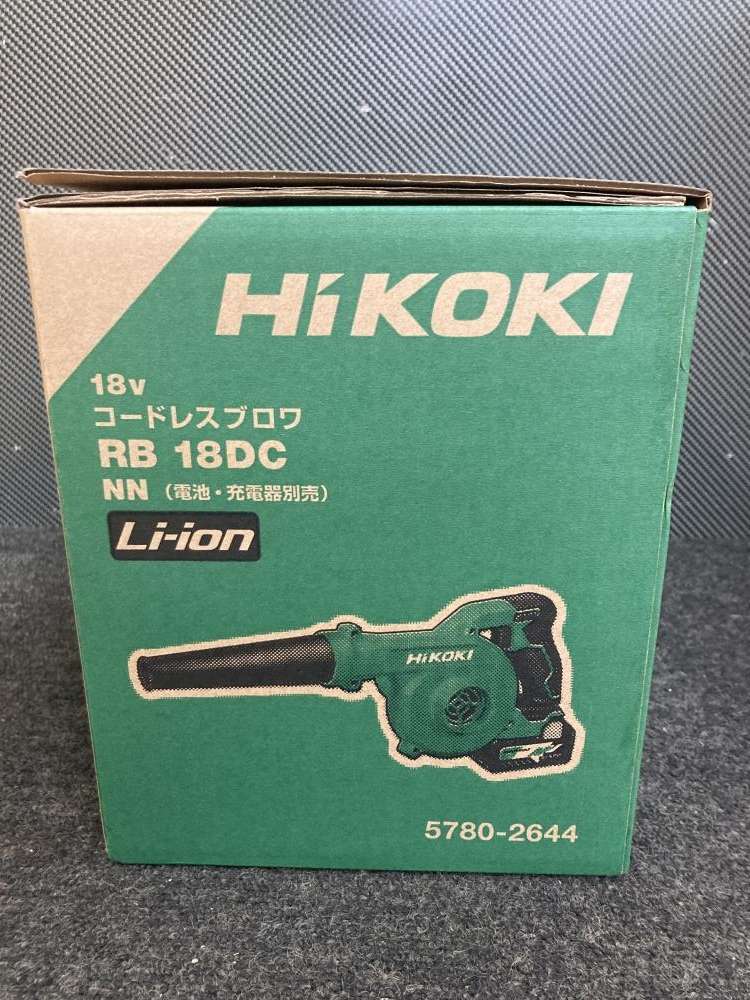 HiKOKI
18v
コードレスブロワ
RB 18DC
NN（電池・充電器別売）
Li-ion
HiKOKI
5780-2644